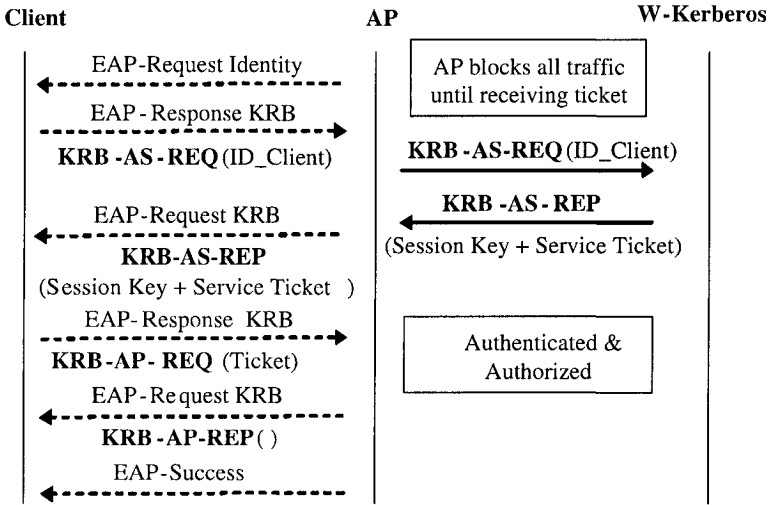 Client
AP
W-Kerberos
EAP-Request Identity
AP blocks all traffic
until receiving ticket
EAP - Response KRB
KRB -AS - REQ (ID_Client)
KRB -AS-REQ (ID_Client)
KRB -AS - REP
(Session Key + Service Ticket)
EAP-Request KRB
KRB-AS-REP
(Session Key + Service Ticket )
EAP- Response KRB
KRB -AP- REQ (Ticket)
Authenticated &
Authorized
EAP-Request KRB
KRB -AP-REP ( )
EAP-Success